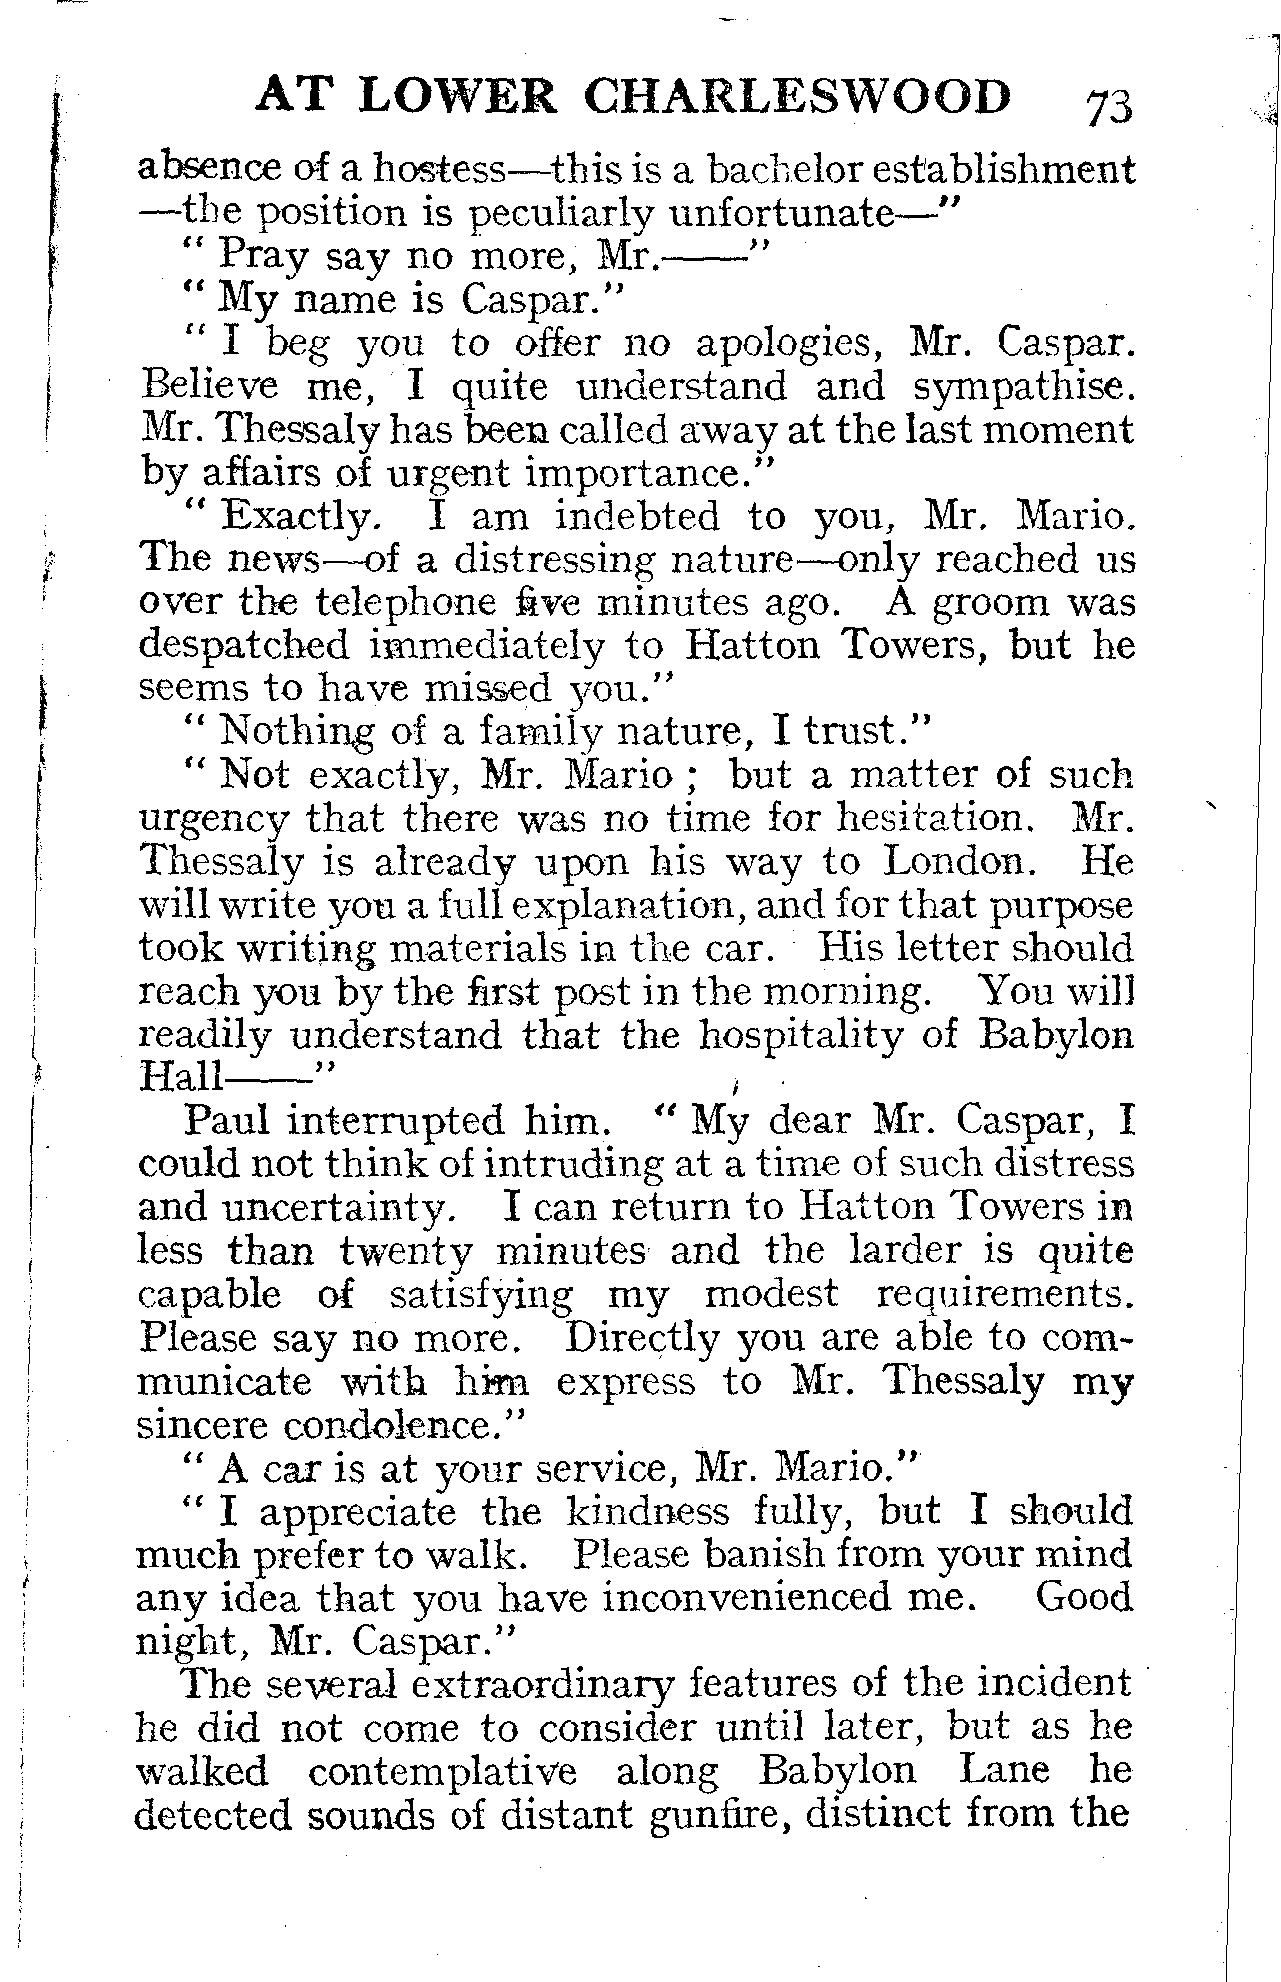 AT LOWER CHARLESWOOD 73
absence of a hostess—this is a bachelor establishment
—the position is peculiarly unfortunate—"
" Pray say no more, Mr.——"
" My name is Caspar."
" I beg you to offer no apologies, Mr. Caspar.
Believe me, I quite understand and sympathise.
Mr. Thessaly has been called away at the last moment
by affairs of urgent importance."
" Exactly. I am indebted to you, Mr. Mario.
The news—of a distressing nature—only reached us
over the telephone five minutes ago. A groom was
despatched immediately to Hatton Towers, but he
seems to have missed you."
" Nothing of a family nature, I trust."
" Not exactly, Mr. Mario ; but a matter of such
urgency that there was no time for hesitation. Mr.
Thessaly is already upon his way to London. He
will write you a full explanation, and for that purpose
took writing materials in the car. His letter should
reach you by the first post in the morning. You will
readily understand that the hospitality of Babylon
Hall——"
Paul interrupted him. " My dear Mr. Caspar, I
could not think of intruding at a time of such distress
and uncertainty. I can return to Hatton Towers in
less than twenty minutes and the larder is quite
capable of satisfying my modest requirements.
Please say no more. Directly you are able to com-
municate with him express to Mr. Thessaly my
sincere condolence."
" A car is at your service, Mr. Mario."
" I appreciate the kindness fully, but I should
much prefer to walk. Please banish from your mind
any idea that you have inconvenienced me. Good
night, Mr. Caspar."
The several extraordinary features of the incident
he did not come to consider until later, but as he
walked contemplative along Babylon Lane he
detected sounds of distant gunfire, distinct from the